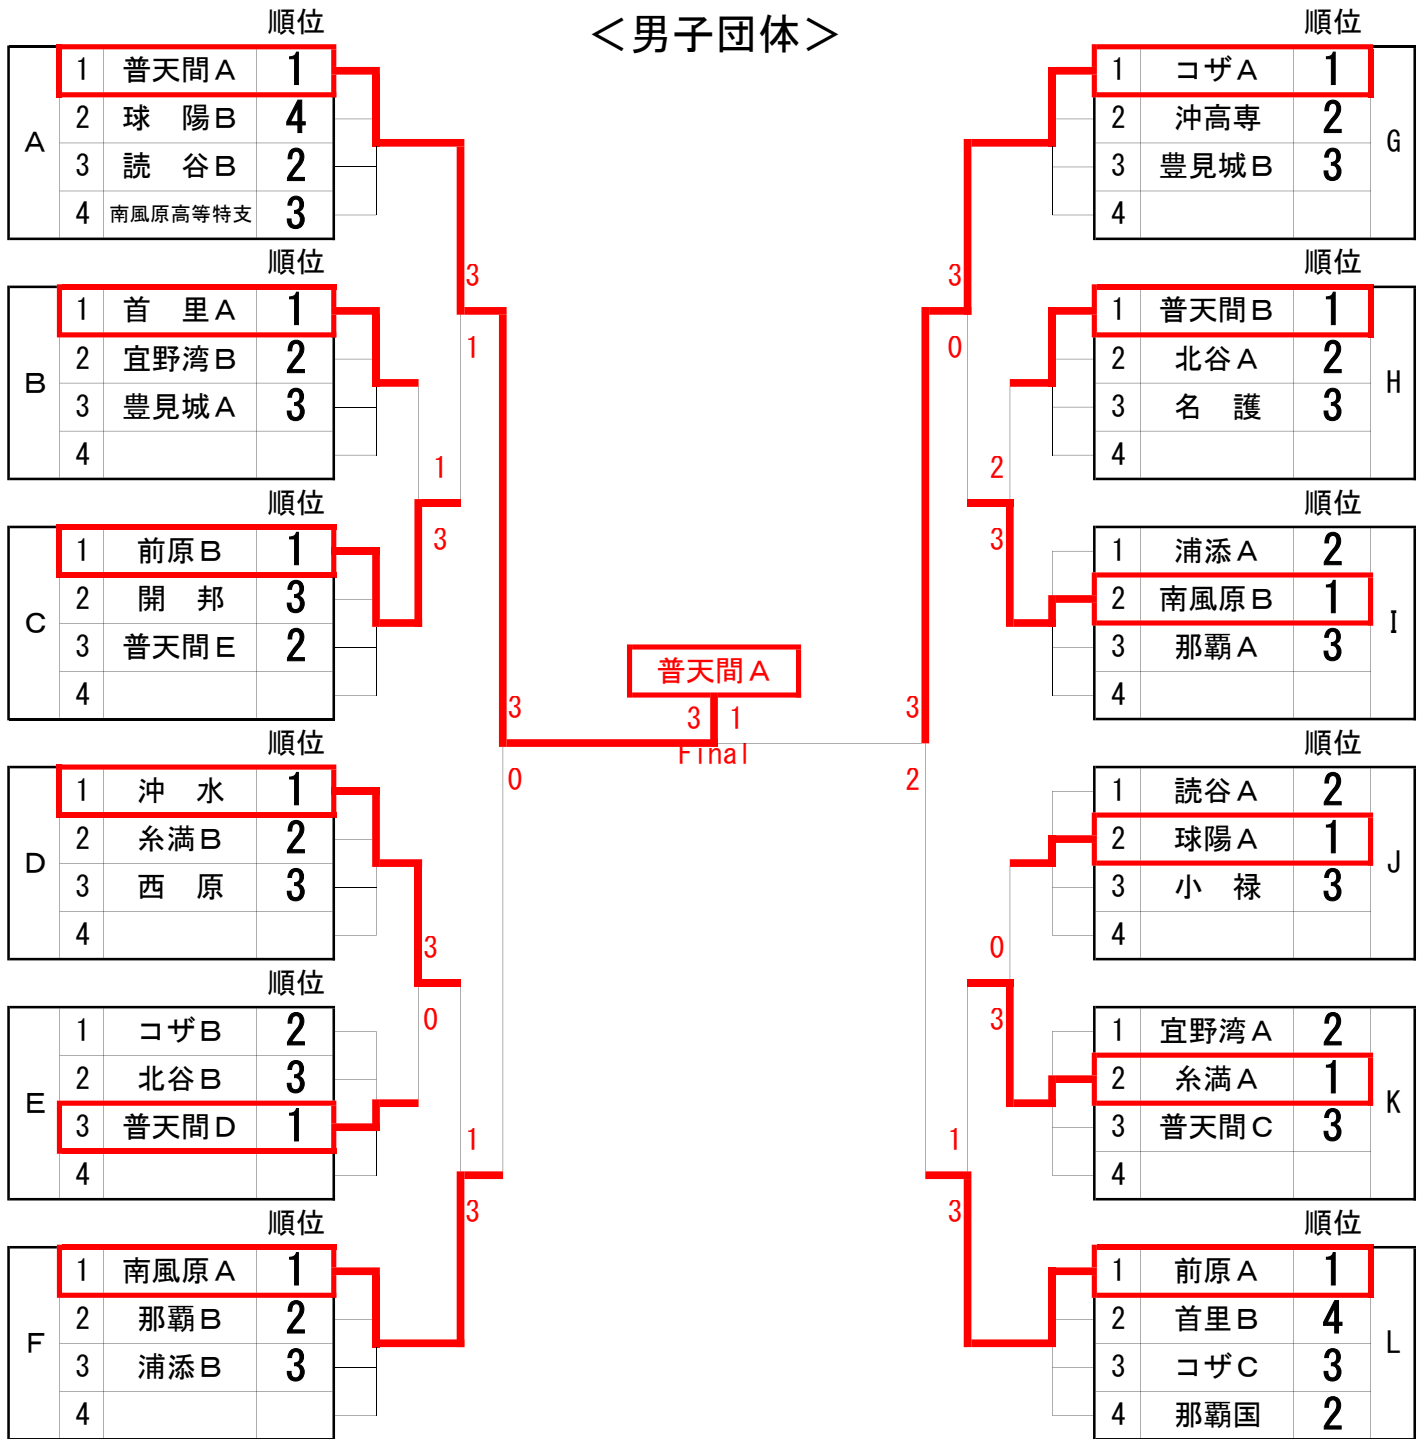 ＜男子団体＞
順位
A
1 普天間A 1
2 球　陽B 4
3 読　谷B 2
4 南風原高等特支 3
順位
B
1 首　里A 1
2 宜野湾B 2
3 豊見城A 3
4
順位
C
1 前原B 1
2 開　邦 3
3 普天間E 2
4
順位
D
1 沖　水 1
2 糸満B 2
3 西　原 3
4
順位
E
1 コザB 2
2 北谷B 3
3 普天間D 1
4
順位
F
1 南風原A 1
2 那覇B 2
3 浦添B 3
4
3
1
1
3
3
0
3
0
1
3
普天間A
3 1
Final
3
0
2
3
3
2
0
3
1
3
順位
G
1 コザA 1
2 沖高専 2
3 豊見城B 3
4
順位
H
1 普天間B 1
2 北谷A 2
3 名　護 3
4
順位
I
1 浦添A 2
2 南風原B 1
3 那覇A 3
4
順位
J
1 読谷A 2
2 球陽A 1
3 小　禄 3
4
順位
K
1 宜野湾A 2
2 糸満A 1
3 普天間C 3
4
順位
L
1 前原A 1
2 首里B 4
3 コザC 3
4 那覇国 2